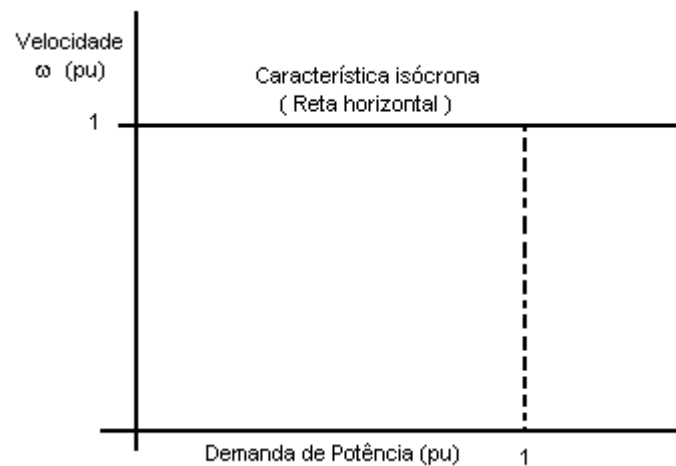 Velocidade
ω (pu)
Característica isócrona
( Reta horizontal )
1
Demanda de Potência (pu)
1